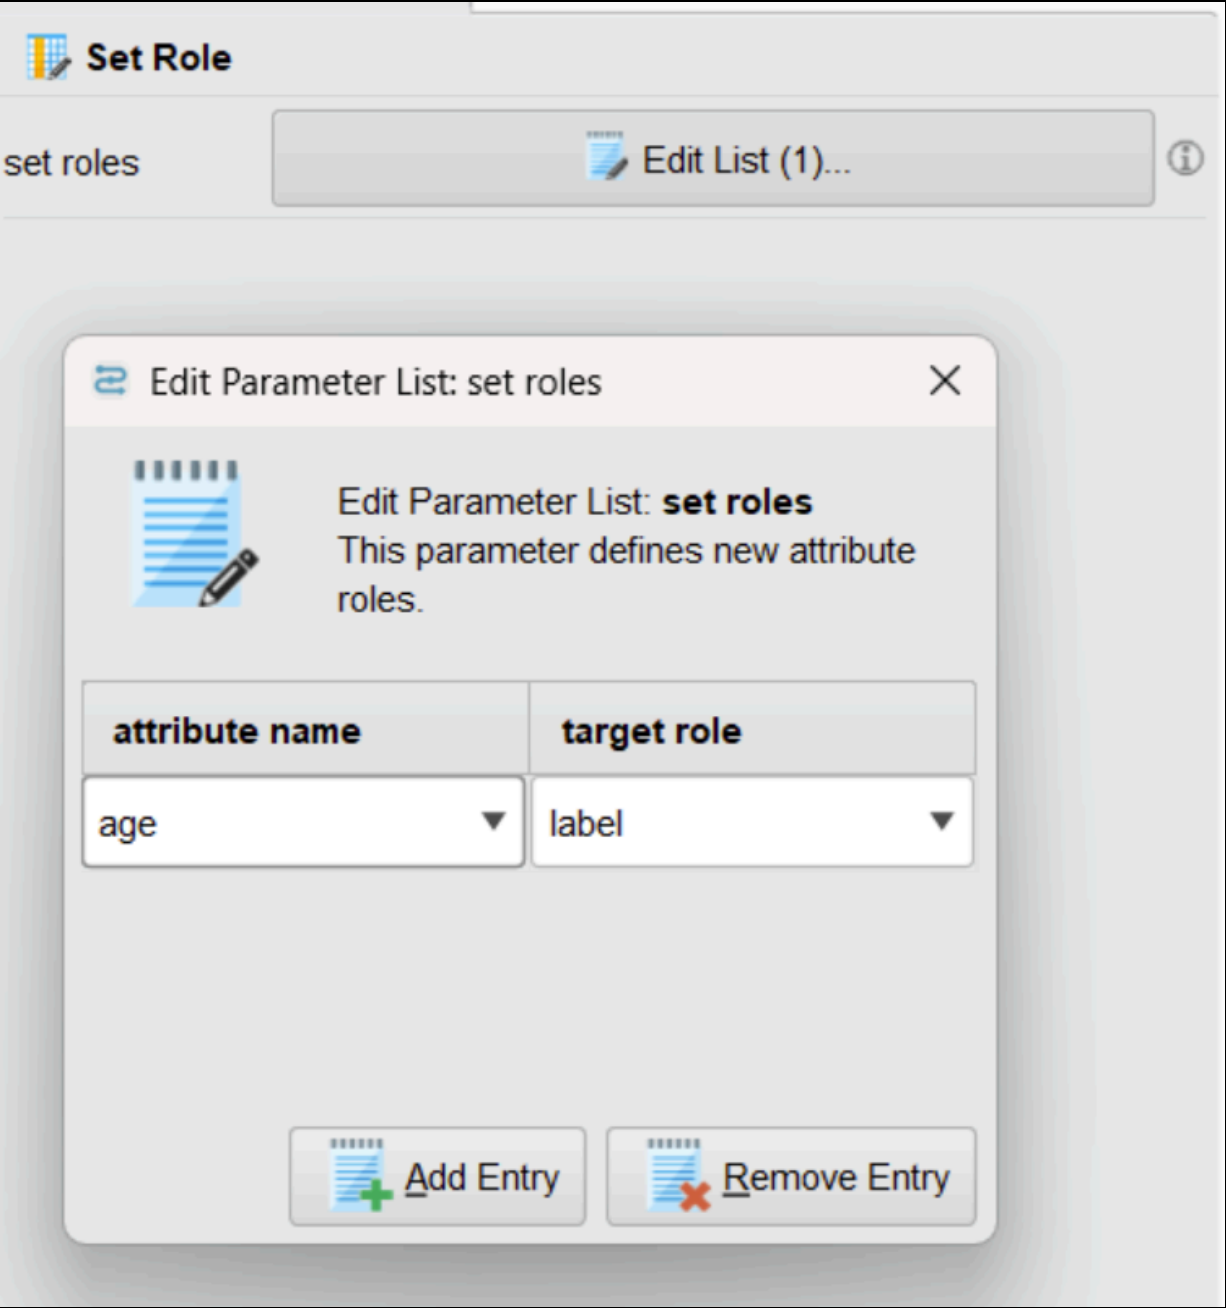 Set Role
set roles
Edit List (1)...
Edit Parameter List: set roles
Edit Parameter List: set roles
This parameter defines new attribute
roles.
attribute name
target role
age
label
Add Entry
Remove Entry